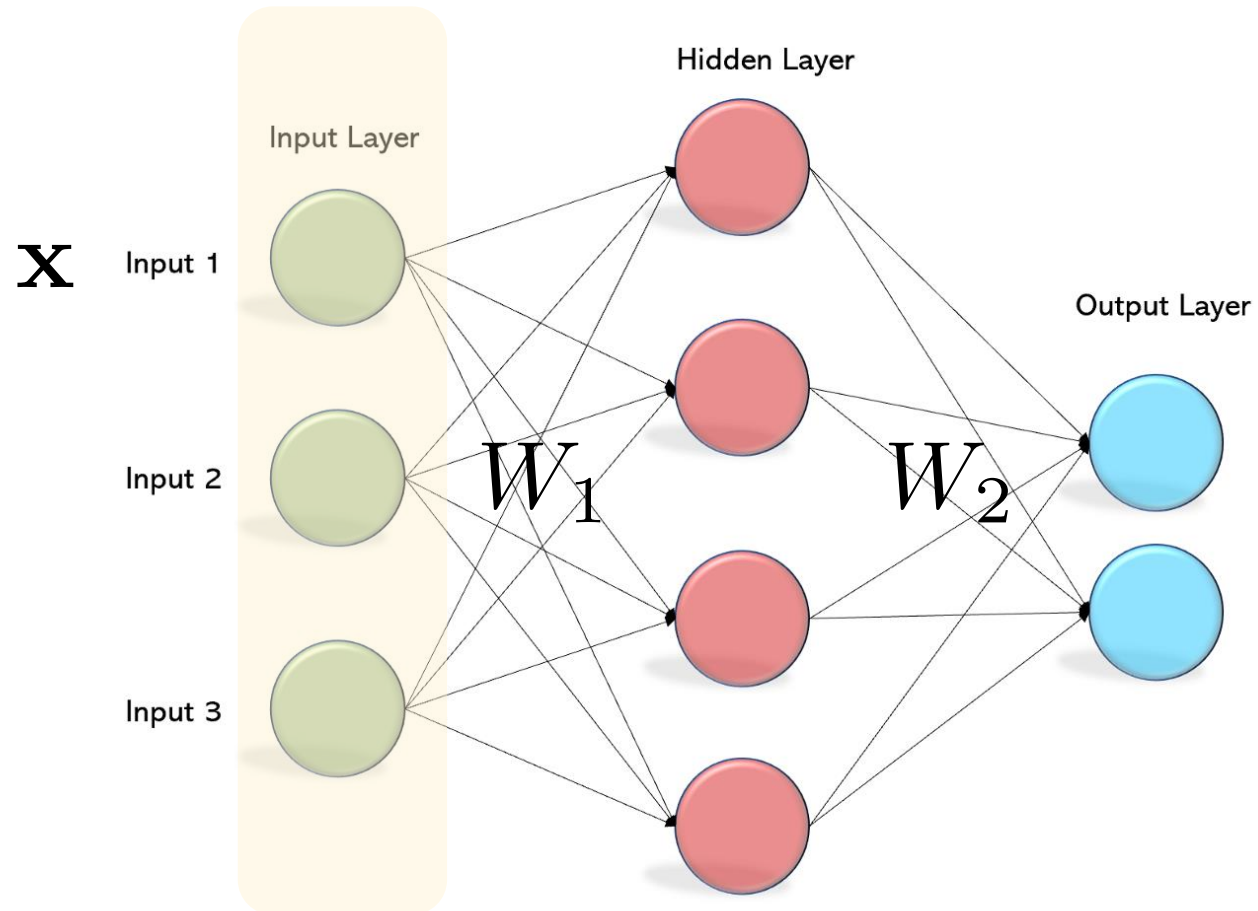 Hidden Layer
Input Layer
x
Input 1
Output Layer
Input 2
W₁
W₂
Input 3